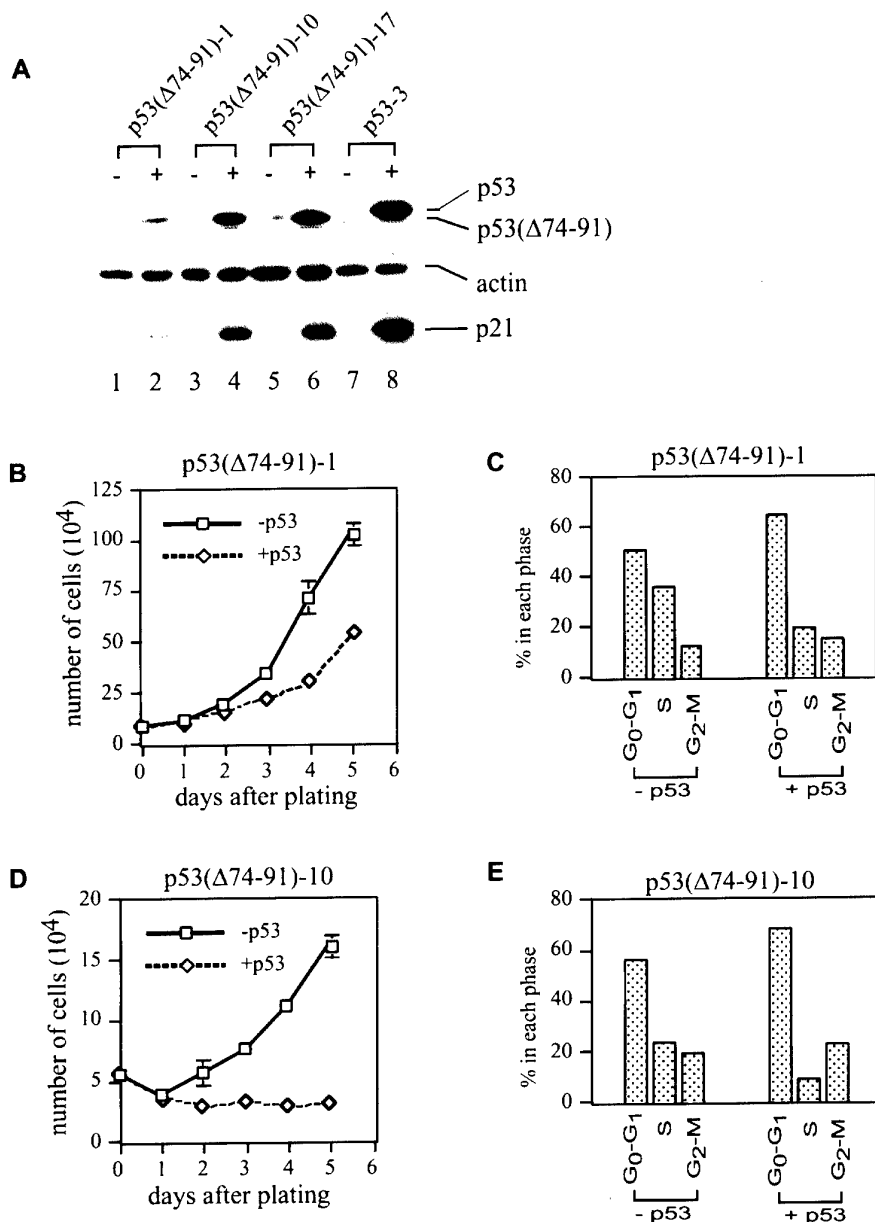 A
p53(Δ74-91)-1
p53(Δ74-91)-10
p53(Δ74-91)-17
p53-3
- + - + - + - +
p53
p53(Δ74-91)
actin
p21
1 2 3 4 5 6 7 8
B
p53(Δ74-91)-1
number of cells (10⁴)
125
100
75
50
25
0
-p53
+p53
0 1 2 3 4 5 6
days after plating
C
p53(Δ74-91)-1
% in each phase
80
60
40
20
0
G₀-G₁ S G₂-M G₀-G₁ S G₂-M
- p53 + p53
D
p53(Δ74-91)-10
number of cells (10⁴)
20
15
10
5
0
-p53
+p53
0 1 2 3 4 5 6
days after plating
E
p53(Δ74-91)-10
% in each phase
80
60
40
20
0
G₀-G₁ S G₂-M G₀-G₁ S G₂-M
- p53 + p53